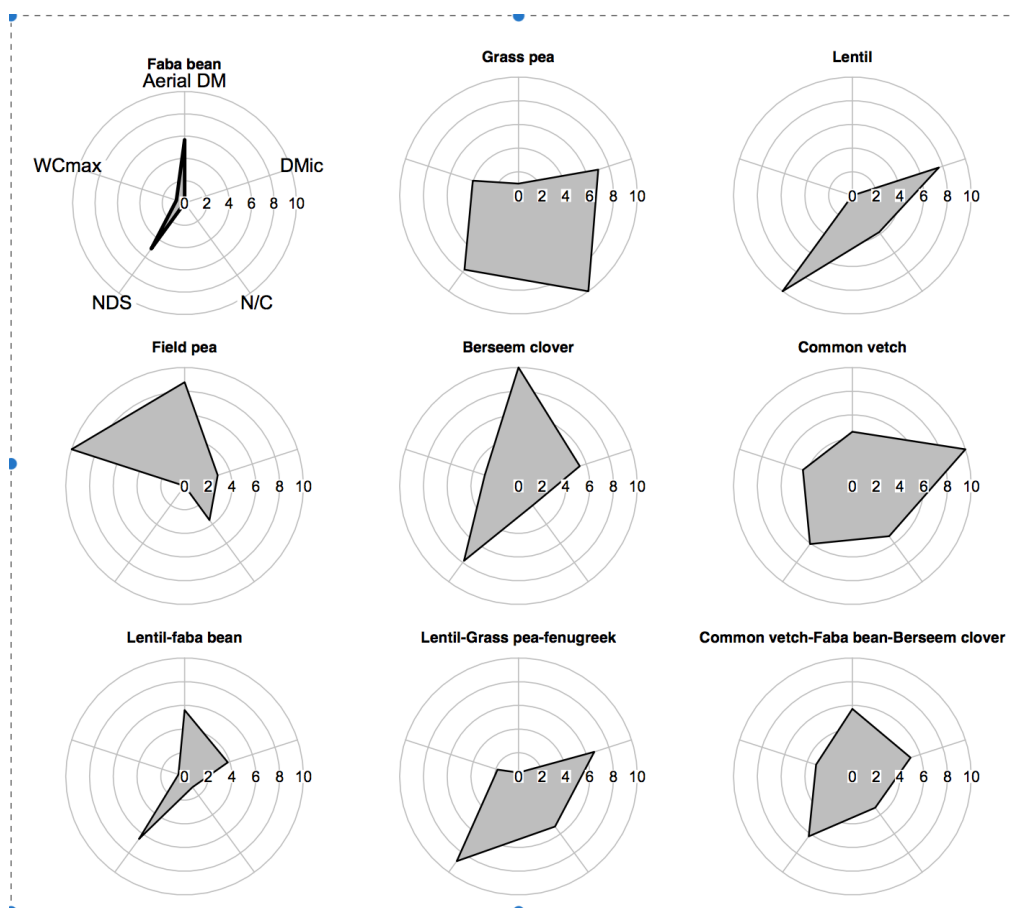 Faba bean
Aerial DM
WCmax
DMic
0 2 4 6 8 10
NDS
N/C
Grass pea
0 2 4 6 8 10
Lentil
0 2 4 6 8 10
Field pea
0 2 4 6 8 10
Berseem clover
0 2 4 6 8 10
Common vetch
0 2 4 6 8 10
Lentil-faba bean
0 2 4 6 8 10
Lentil-Grass pea-fenugreek
0 2 4 6 8 10
Common vetch-Faba bean-Berseem clover
0 2 4 6 8 10